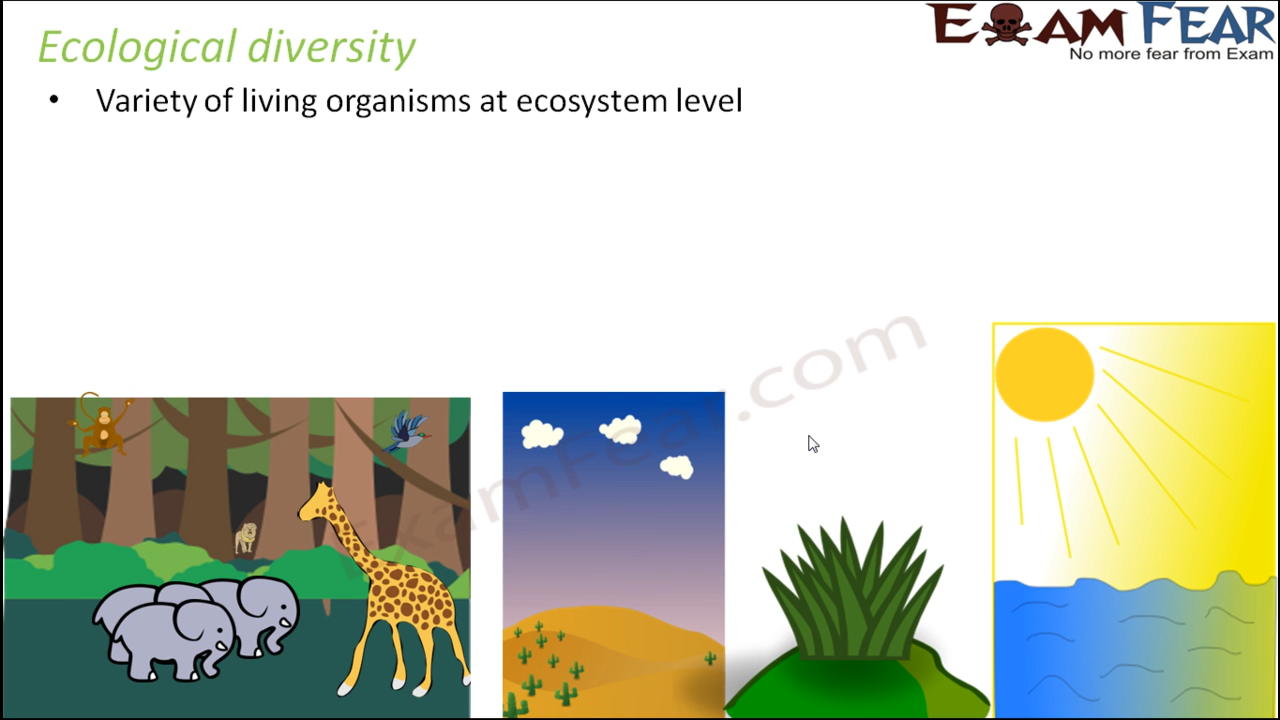 Ecological diversity
EXAM FEAR
No more fear from Exam
• Variety of living organisms at ecosystem level
ExamFear.com